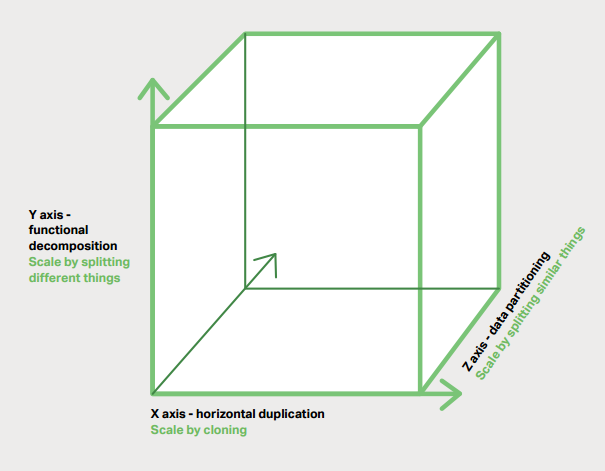 Y axis -
functional
decomposition
Scale by splitting
different things
Z axis - data partitioning
Scale by splitting similar things
X axis - horizontal duplication
Scale by cloning